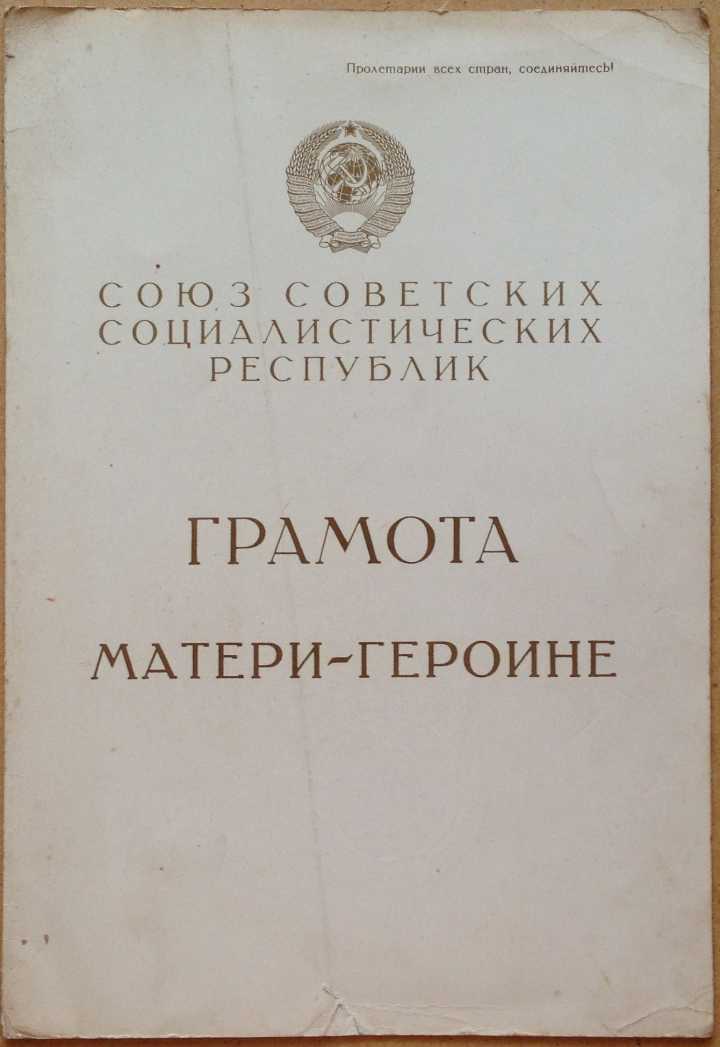 Пролетарии всех стран, соединяйтесь!
СОЮЗ СОВЕТСКИХ
СОЦИАЛИСТИЧЕСКИХ
РЕСПУБЛИК
ГРАМОТА
МАТЕРИ-ГЕРОИНЕ